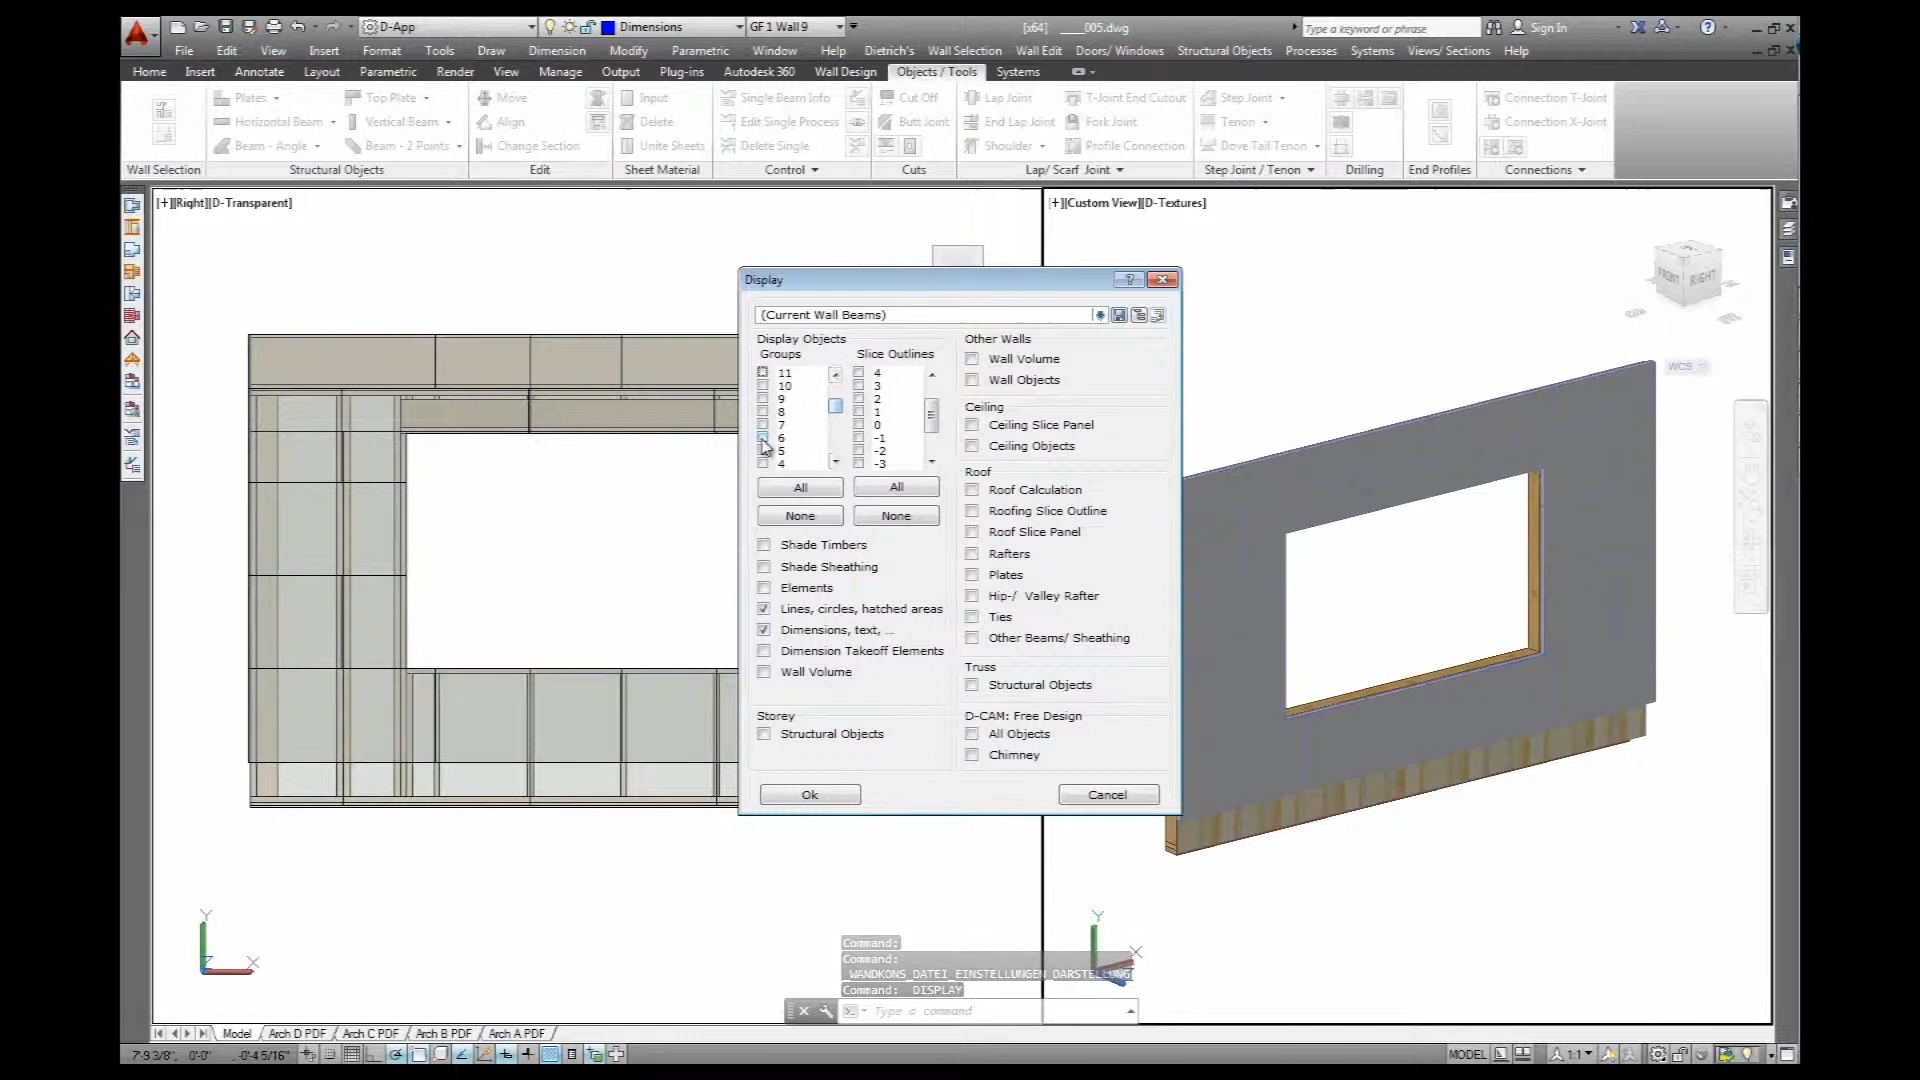 D-App
Dimensions
GF 1 Wall 9
[x64] ____005.dwg
Type a keyword or phrase
Sign In
File Edit View Insert Format Tools Draw Dimension Modify Parametric Window Help Dietrich's Wall Selection Wall Edit Doors/ Windows Structural Objects Processes Systems Views/ Sections Help
Home Insert Annotate Layout Parametric Render View Manage Output Plug-ins Autodesk 360 Wall Design Objects / Tools Systems
Plates Top Plate Move Input Single Beam Info Cut Off Lap Joint T-Joint End Cutout Step Joint Connection T-Joint
Horizontal Beam Vertical Beam Align Delete Edit Single Process Butt Joint End Lap Joint Fork Joint Tenon Connection X-Joint
Beam - Angle Beam - 2 Points Change Section Unite Sheets Delete Single Shoulder Profile Connection Dove Tail Tenon
Wall Selection Structural Objects Edit Sheet Material Control Cuts Lap/ Scarf Joint Step Joint / Tenon Drilling End Profiles Connections
[+][Right][D-Transparent]
[+][Custom View][D-Textures]
FRONT RIGHT
WCS
Display
(Current Wall Beams)
Display Objects
Groups Slice Outlines
11 4
10 3
9 2
8 1
7 0
6 -1
5 -2
4 -3
All All
None None
Shade Timbers
Shade Sheathing
Elements
Lines, circles, hatched areas
Dimensions, text, ...
Dimension Takeoff Elements
Wall Volume
Storey
Structural Objects
Other Walls
Wall Volume
Wall Objects
Ceiling
Ceiling Slice Panel
Ceiling Objects
Roof
Roof Calculation
Roofing Slice Outline
Roof Slice Panel
Rafters
Plates
Hip-/ Valley Rafter
Ties
Other Beams/ Sheathing
Truss
Structural Objects
D-CAM: Free Design
All Objects
Chimney
Ok Cancel
Y
X
Z
Y
X
Command:
Command:
_WANDKONS_DATEI_EINSTELLUNGEN_DARSTELLUNG
Command: _DISPLAY
Type a command
Model Arch D PDF Arch C PDF Arch B PDF Arch A PDF
7'-9 3/8", 0'-0" , -0'-4 5/16"
MODEL 1:1